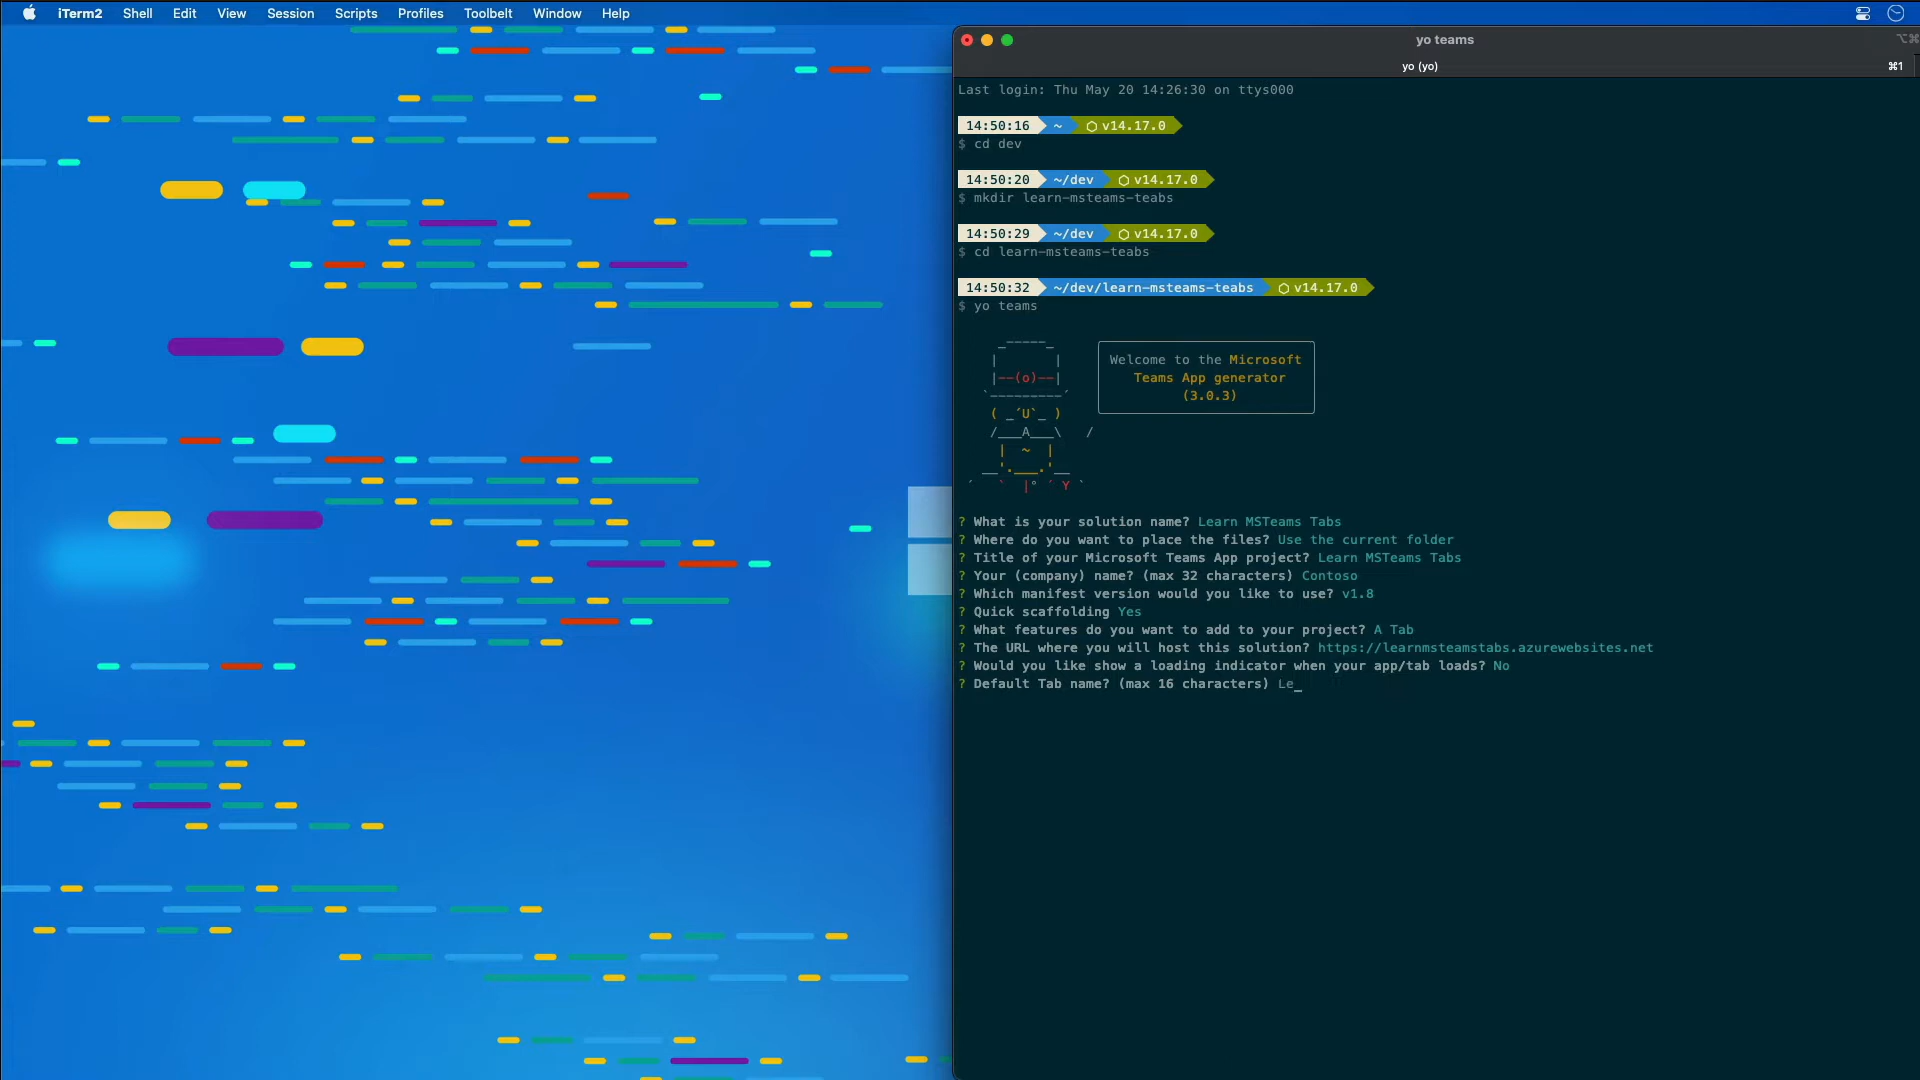 iTerm2 Shell Edit View Session Scripts Profiles Toolbelt Window Help
yo teams ⌥⌘
yo (yo) ⌘1
Last login: Thu May 20 14:26:30 on ttys000
14:50:16 ~ v14.17.0
$ cd dev
14:50:20 ~/dev v14.17.0
$ mkdir learn-msteams-teabs
14:50:29 ~/dev v14.17.0
$ cd learn-msteams-teabs
14:50:32 ~/dev/learn-msteams-teabs v14.17.0
$ yo teams
Welcome to the Microsoft
Teams App generator
(3.0.3)
? What is your solution name? Learn MSTeams Tabs
? Where do you want to place the files? Use the current folder
? Title of your Microsoft Teams App project? Learn MSTeams Tabs
? Your (company) name? (max 32 characters) Contoso
? Which manifest version would you like to use? v1.8
? Quick scaffolding Yes
? What features do you want to add to your project? A Tab
? The URL where you will host this solution? https://learnmsteamstabs.azurewebsites.net
? Would you like show a loading indicator when your app/tab loads? No
? Default Tab name? (max 16 characters) Le_